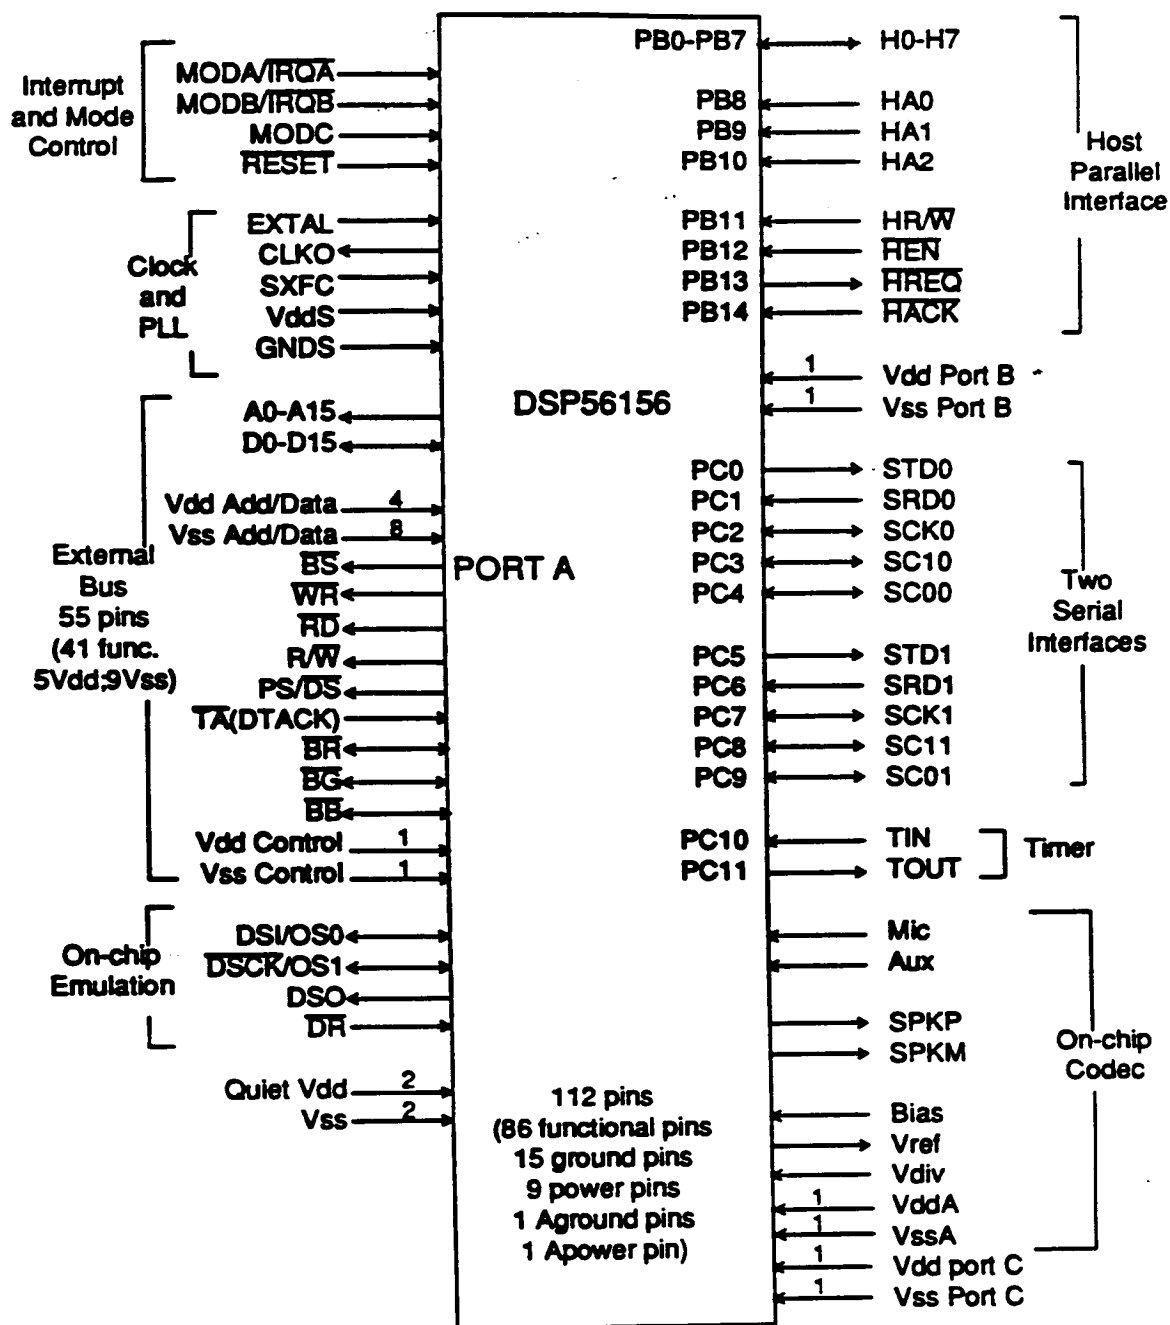 Interrupt
and Mode
Control
MODA/IRQA
MODB/IRQB
MODC
RESET
Clock
and
PLL
EXTAL
CLKO
SXFC
VddS
GNDS
External
Bus
55 pins
(41 func.
5Vdd;9Vss)
A0-A15
D0-D15
Vdd Add/Data 4
Vss Add/Data 8
BS
WR
RD
R/W
PS/DS
TA(DTACK)
BR
BG
BB
Vdd Control 1
Vss Control 1
On-chip
Emulation
DSI/OS0
DSCK/OS1
DSO
DR
Quiet Vdd 2
Vss 2
DSP56156
PORT A
112 pins
(86 functional pins
15 ground pins
9 power pins
1 Aground pins
1 Apower pin)
PB0-PB7 H0-H7
PB8 HA0
PB9 HA1
PB10 HA2
PB11 HR/W
PB12 HEN
PB13 HREQ
PB14 HACK
Host
Parallel
Interface
1 Vdd Port B
1 Vss Port B
PC0 STD0
PC1 SRD0
PC2 SCK0
PC3 SC10
PC4 SC00
PC5 STD1
PC6 SRD1
PC7 SCK1
PC8 SC11
PC9 SC01
Two
Serial
Interfaces
PC10 TIN
PC11 TOUT
Timer
Mic
Aux
SPKP
SPKM
Bias
Vref
Vdiv
1 VddA
1 VssA
On-chip
Codec
1 Vdd port C
1 Vss Port C